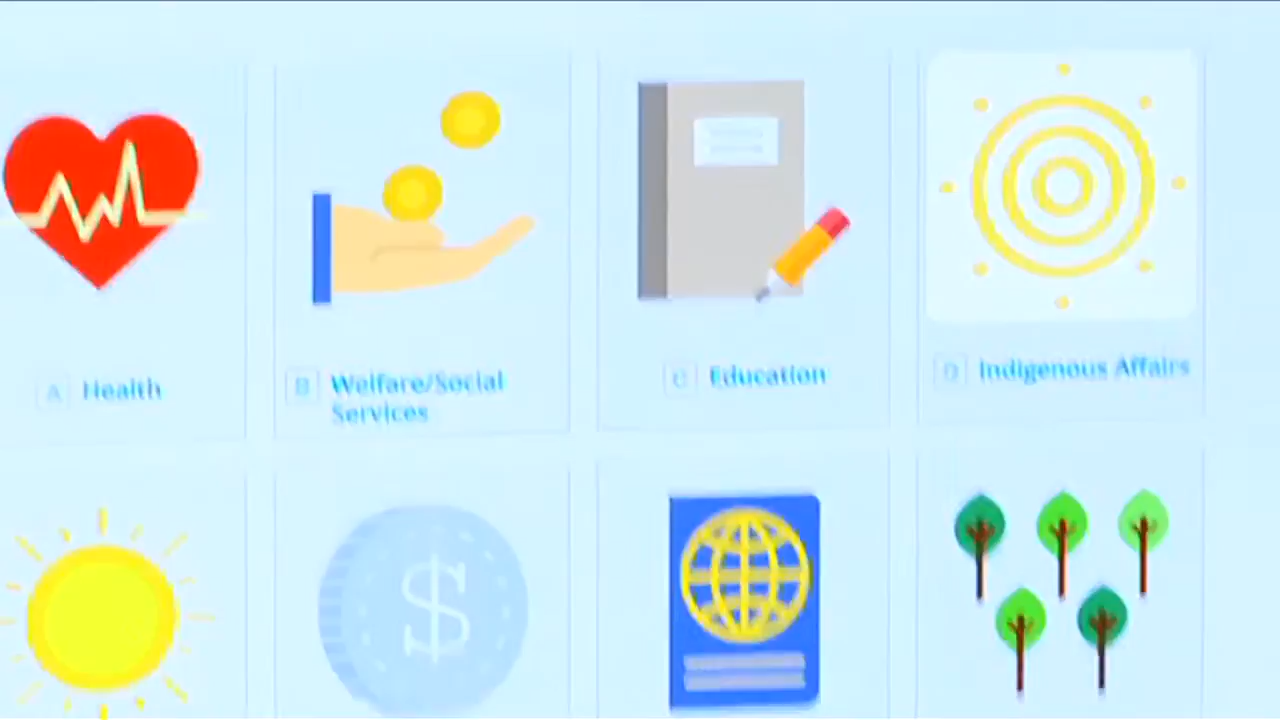 A Health
B Welfare/Social
Services
C Education
D Indigenous Affairs
$